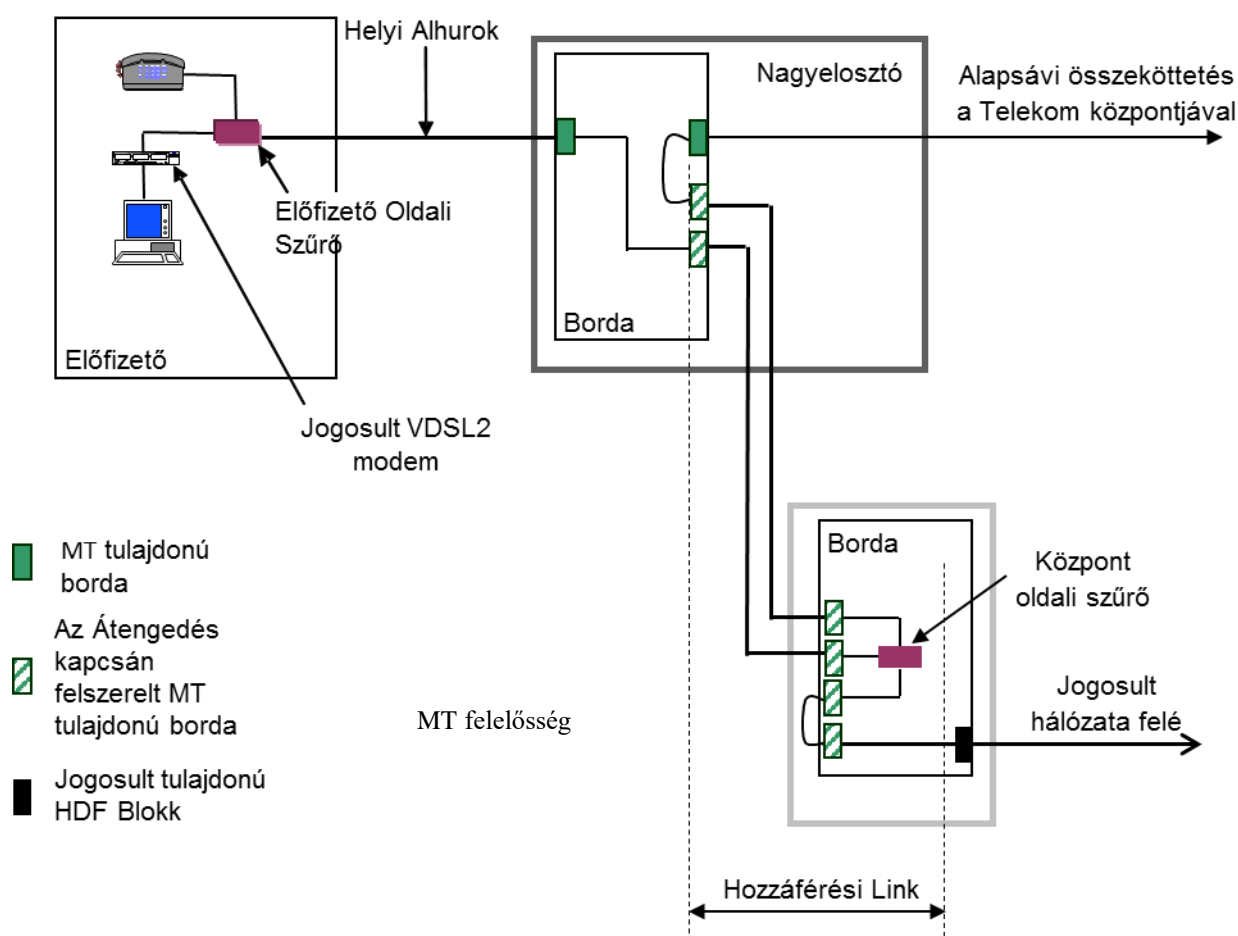 Helyi Alhurok
Nagyelosztó
Alapsávi összeköttetés
a Telekom központjával
Előfizető Oldali
Szűrő
Borda
Előfizető
Jogosult VDSL2
modem
MT tulajdonú
borda
Az Átengedés
kapcsán
felszerelt MT
tulajdonú borda
Jogosult tulajdonú
HDF Blokk
MT felelősség
Borda
Központ
oldali szűrő
Jogosult
hálózata felé
Hozzáférési Link